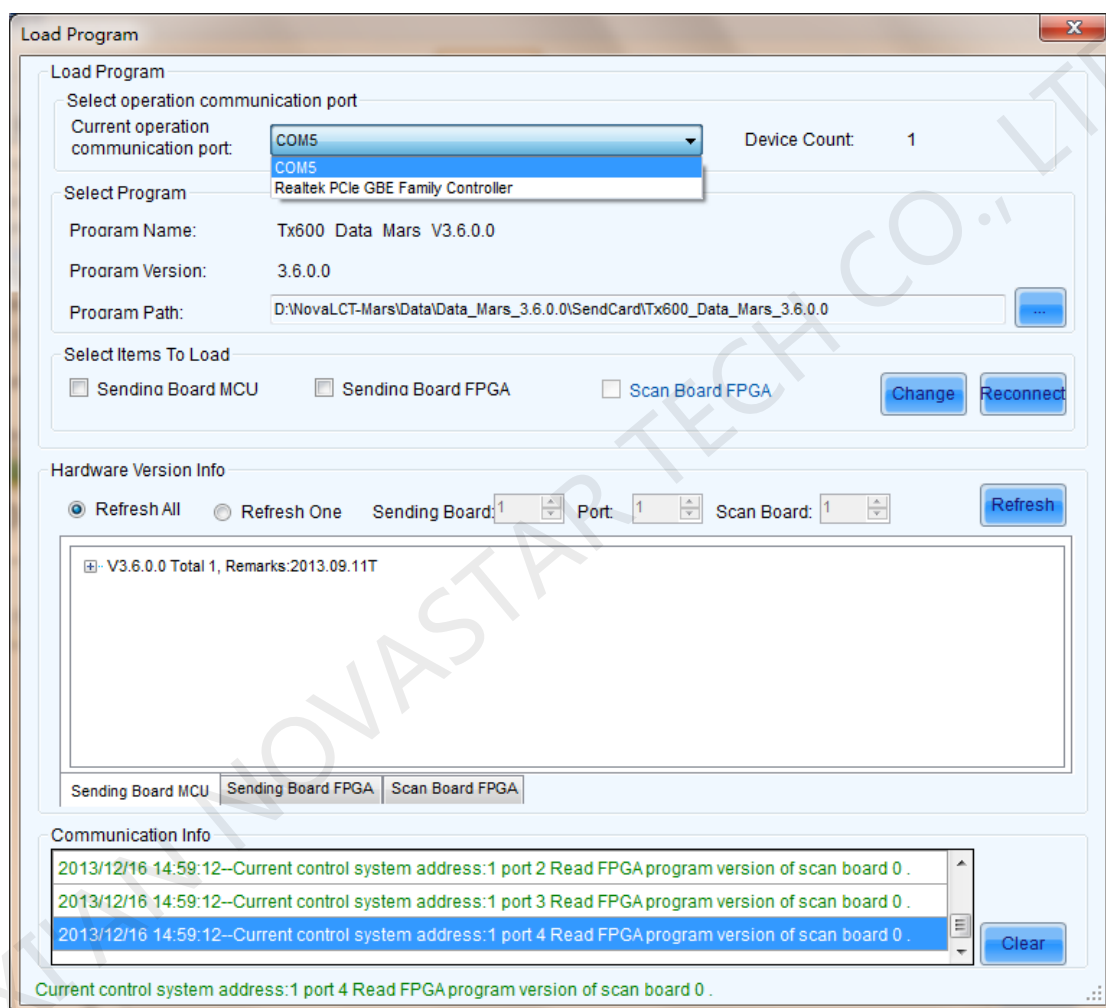 Load Program
x
Load Program
Select operation communication port
Current operation
communication port:
COM5
Device Count: 1
COM5
Realtek PCIe GBE Family Controller
Select Program
Program Name: Tx600 Data Mars V3.6.0.0
Program Version: 3.6.0.0
Program Path: D:\NovaLCT-Mars\Data\Data_Mars_3.6.0.0\SendCard\Tx600_Data_Mars_3.6.0.0 ...
Select Items To Load
Sending Board MCU Sending Board FPGA Scan Board FPGA Change Reconnect
Hardware Version Info
Refresh All Refresh One Sending Board: 1 Port: 1 Scan Board: 1 Refresh
V3.6.0.0 Total 1, Remarks:2013.09.11T
Sending Board MCU Sending Board FPGA Scan Board FPGA
Communication Info
2013/12/16 14:59:12--Current control system address:1 port 2 Read FPGA program version of scan board 0 .
2013/12/16 14:59:12--Current control system address:1 port 3 Read FPGA program version of scan board 0 .
2013/12/16 14:59:12--Current control system address:1 port 4 Read FPGA program version of scan board 0 .
Clear
Current control system address:1 port 4 Read FPGA program version of scan board 0 .
XI'AN NOVASTAR TECH CO., LT